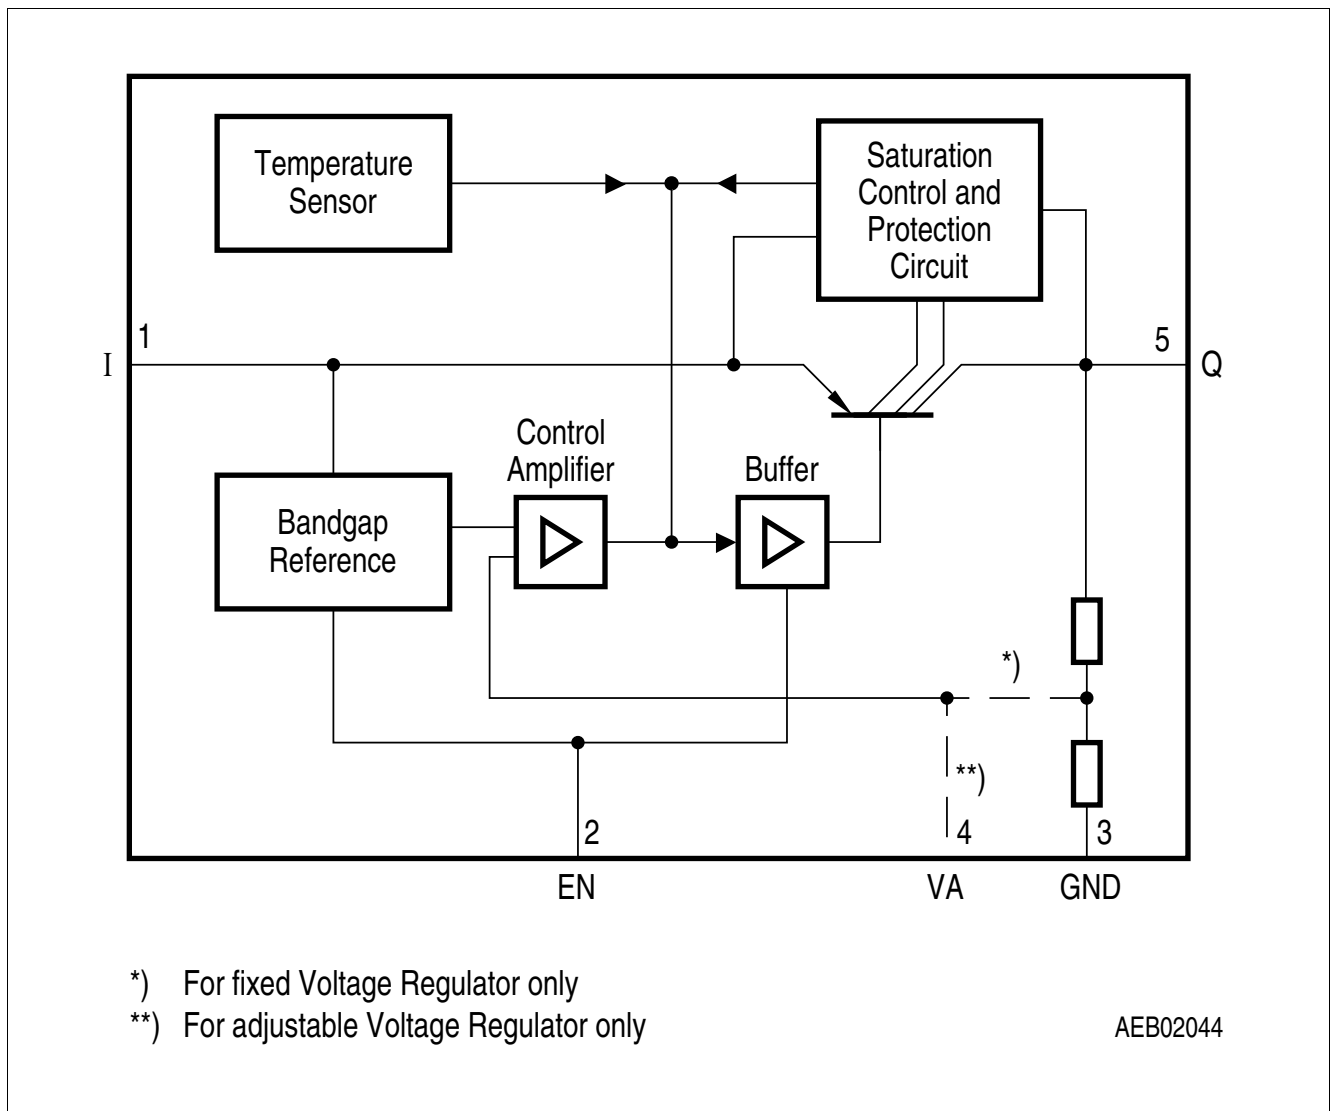 Temperature
Sensor
Saturation
Control and
Protection
Circuit
1
I
5
Q
Control
Amplifier
Buffer
Bandgap
Reference
*)
**)
2
4
3
EN
VA
GND
*) For fixed Voltage Regulator only
**) For adjustable Voltage Regulator only
AEB02044